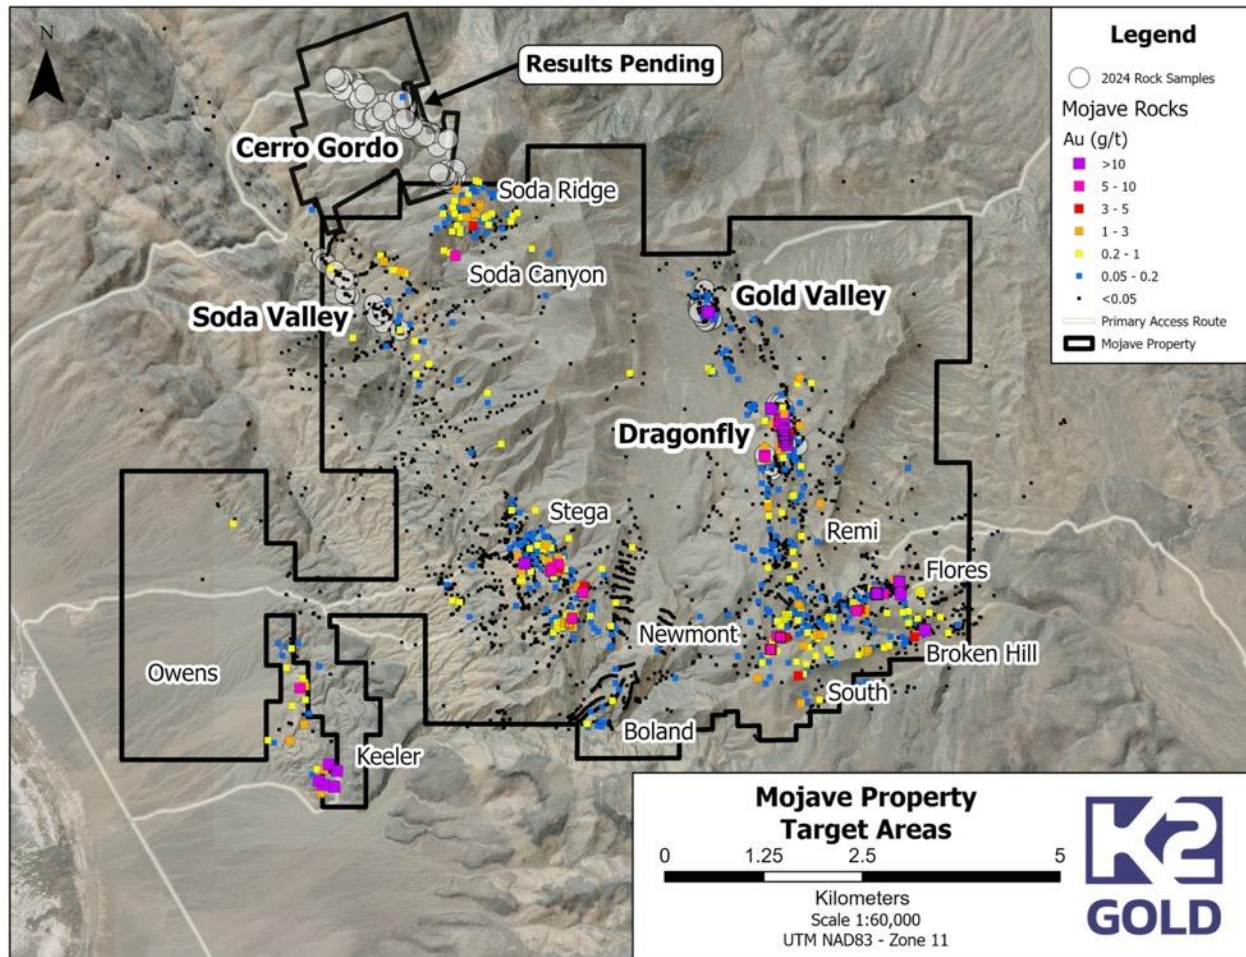 N
Results Pending
Cerro Gordo
Soda Ridge
Soda Canyon
Soda Valley
Gold Valley
Dragonfly
Stega
Remi
Flores
Newmont
Broken Hill
Owens
South
Boland
Keeler
Legend
2024 Rock Samples
Mojave Rocks
Au (g/t)
>10
5 - 10
3 - 5
1 - 3
0.2 - 1
0.05 - 0.2
<0.05
Primary Access Route
Mojave Property
Mojave Property
Target Areas
0 1.25 2.5 5
Kilometers
Scale 1:60,000
UTM NAD83 - Zone 11
K2
GOLD